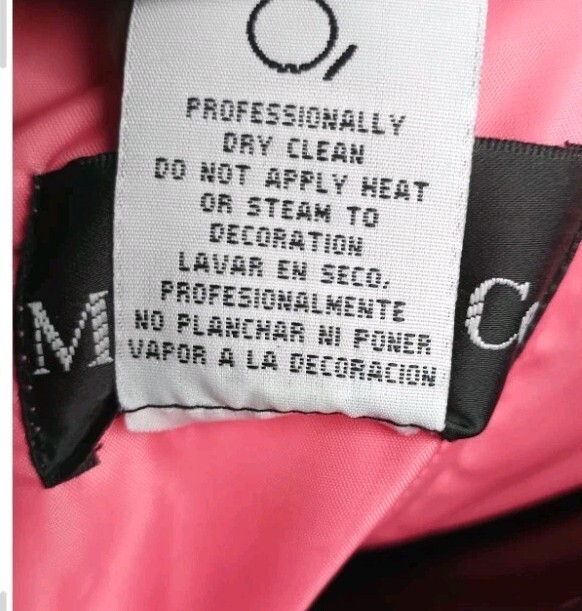 PROFESSIONALLY
DRY CLEAN
DO NOT APPLY HEAT
OR STEAM TO
DECORATION
LAVAR EN SECO,
PROFESIONALMENTE
NO PLANCHAR NI PONER
VAPOR A LA DECORACION